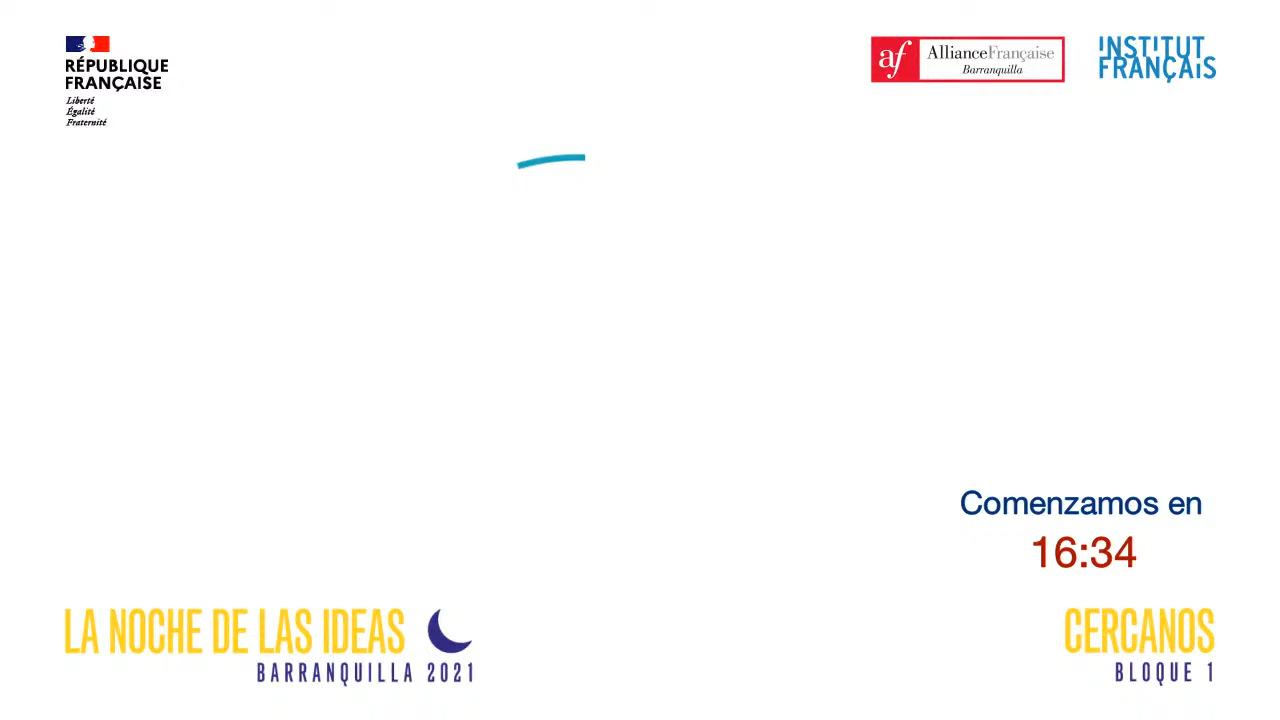 RÉPUBLIQUE
FRANÇAISE
Liberté
Égalité
Fraternité
af AllianceFrançaise
Barranquilla
INSTITUT
FRANÇAIS
Comenzamos en
16:34
LA NOCHE DE LAS IDEAS
BARRANQUILLA 2021
CERCANOS
BLOQUE 1